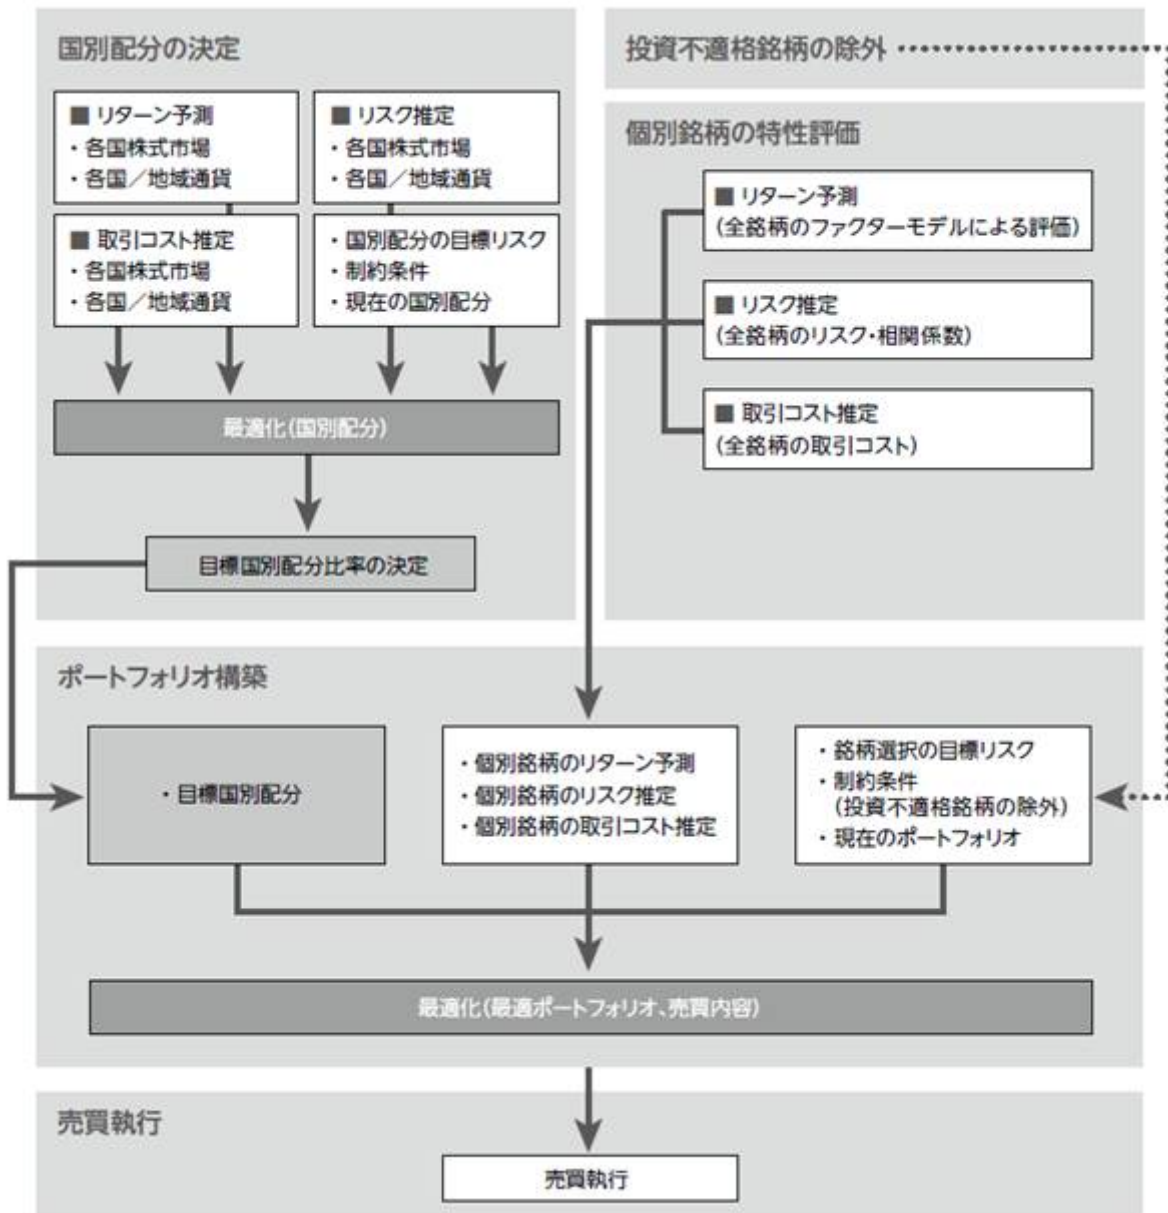 国別配分の決定
■ リターン予測
・各国株式市場
・各国／地域通貨
■ リスク推定
・各国株式市場
・各国／地域通貨
■ 取引コスト推定
・各国株式市場
・各国／地域通貨
・国別配分の目標リスク
・制約条件
・現在の国別配分
最適化(国別配分)
目標国別配分比率の決定
投資不適格銘柄の除外
個別銘柄の特性評価
■ リターン予測
(全銘柄のファクターモデルによる評価)
■ リスク推定
(全銘柄のリスク・相関係数)
■ 取引コスト推定
(全銘柄の取引コスト)
ポートフォリオ構築
・目標国別配分
・個別銘柄のリターン予測
・個別銘柄のリスク推定
・個別銘柄の取引コスト推定
・銘柄選択の目標リスク
・制約条件
(投資不適格銘柄の除外)
・現在のポートフォリオ
最適化(最適ポートフォリオ、売買内容)
売買執行
売買執行